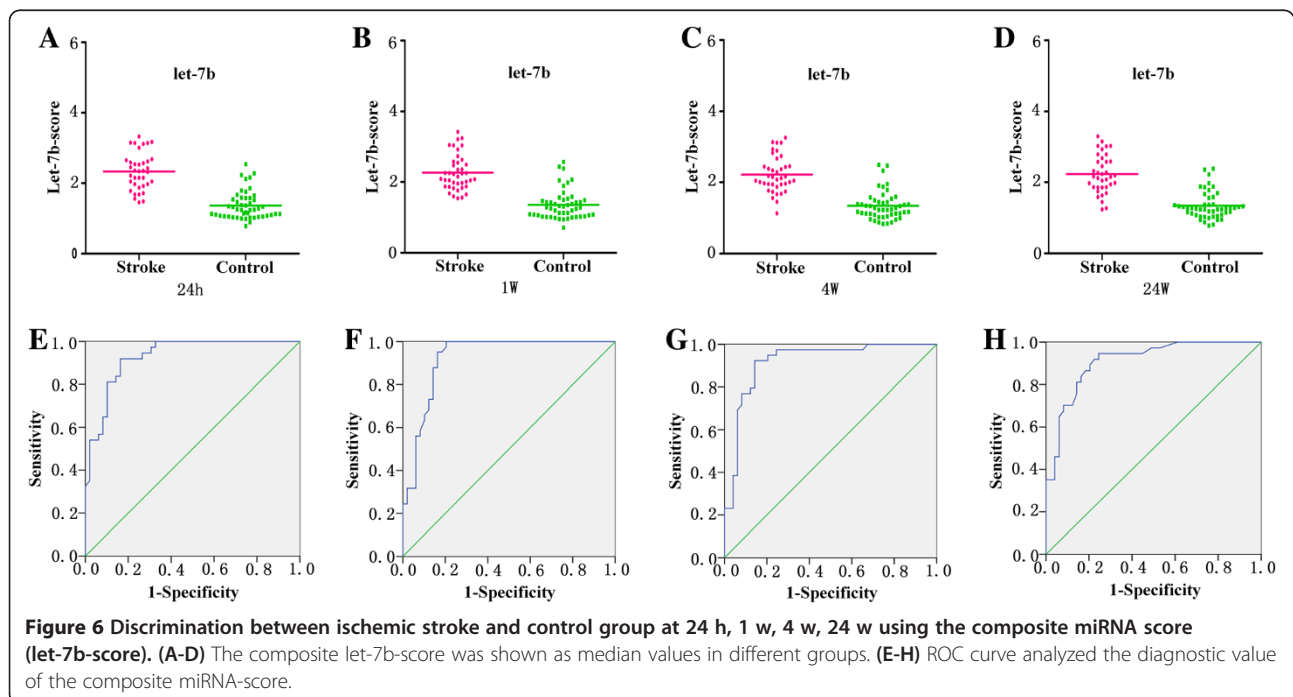 A
6
let-7b
4
2
0
Let-7b-score
Stroke
Control
24h
B
6
let-7b
4
2
0
Let-7b-score
Stroke
Control
1W
C
6
let-7b
4
2
0
Let-7b-score
Stroke
Control
4W
D
6
let-7b
4
2
0
Let-7b-score
Stroke
Control
24W
E
1.0
0.8
0.6
0.4
0.2
0.0
Sensitivity
0.0 0.2 0.4 0.6 0.8 1.0
1-Specificity
F
1.0
0.8
0.6
0.4
0.2
0.0
Sensitivity
0.0 0.2 0.4 0.6 0.8 1.0
1-Specificity
G
1.0
0.8
0.6
0.4
0.2
0.0
Sensitivity
0.0 0.2 0.4 0.6 0.8 1.0
1-Specificity
H
1.0
0.8
0.6
0.4
0.2
0.0
Sensitivity
0.0 0.2 0.4 0.6 0.8 1.0
1-Specificity
Figure 6 Discrimination between ischemic stroke and control group at 24 h, 1 w, 4 w, 24 w using the composite miRNA score
(let-7b-score). (A-D) The composite let-7b-score was shown as median values in different groups. (E-H) ROC curve analyzed the diagnostic value
of the composite miRNA-score.